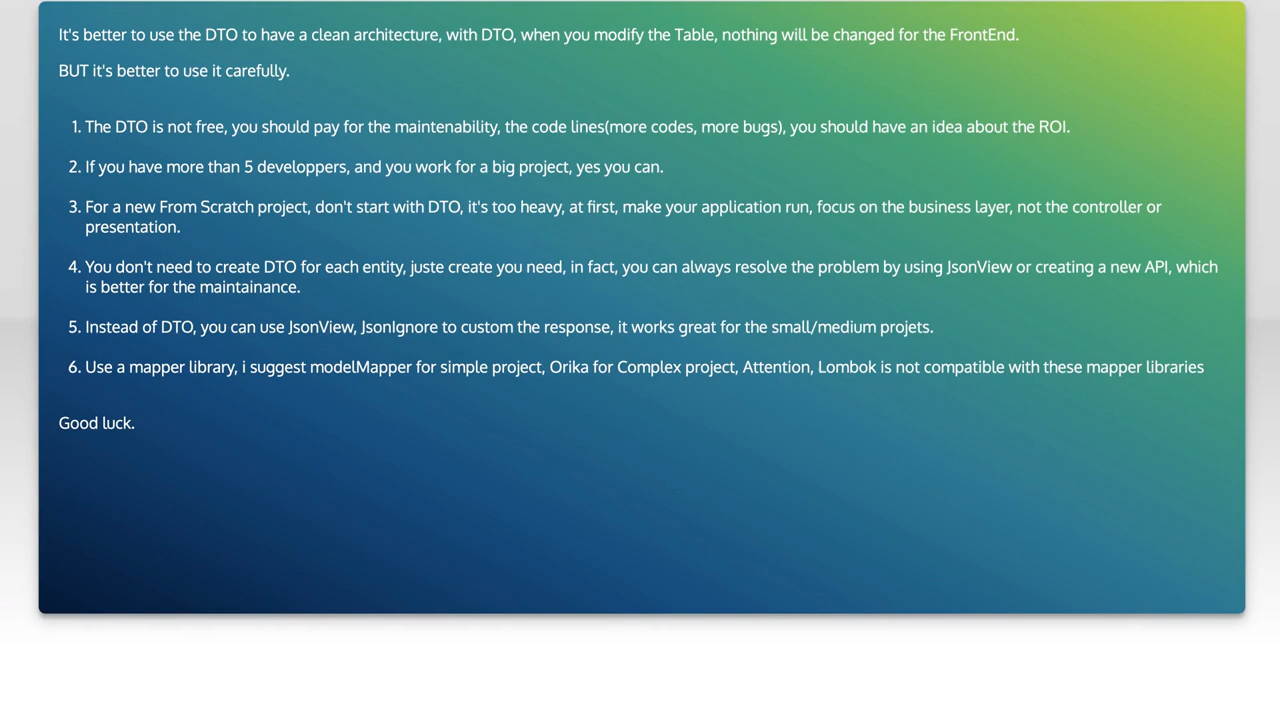 It's better to use the DTO to have a clean architecture, with DTO, when you modify the Table, nothing will be changed for the FrontEnd.
BUT it's better to use it carefully.
1. The DTO is not free, you should pay for the maintenability, the code lines(more codes, more bugs), you should have an idea about the ROI.
2. If you have more than 5 developpers, and you work for a big project, yes you can.
3. For a new From Scratch project, don't start with DTO, it's too heavy, at first, make your application run, focus on the business layer, not the controller or
presentation.
4. You don't need to create DTO for each entity, juste create you need, in fact, you can always resolve the problem by using JsonView or creating a new API, which
is better for the maintainance.
5. Instead of DTO, you can use JsonView, JsonIgnore to custom the response, it works great for the small/medium projets.
6. Use a mapper library, i suggest modelMapper for simple project, Orika for Complex project, Attention, Lombok is not compatible with these mapper libraries
Good luck.